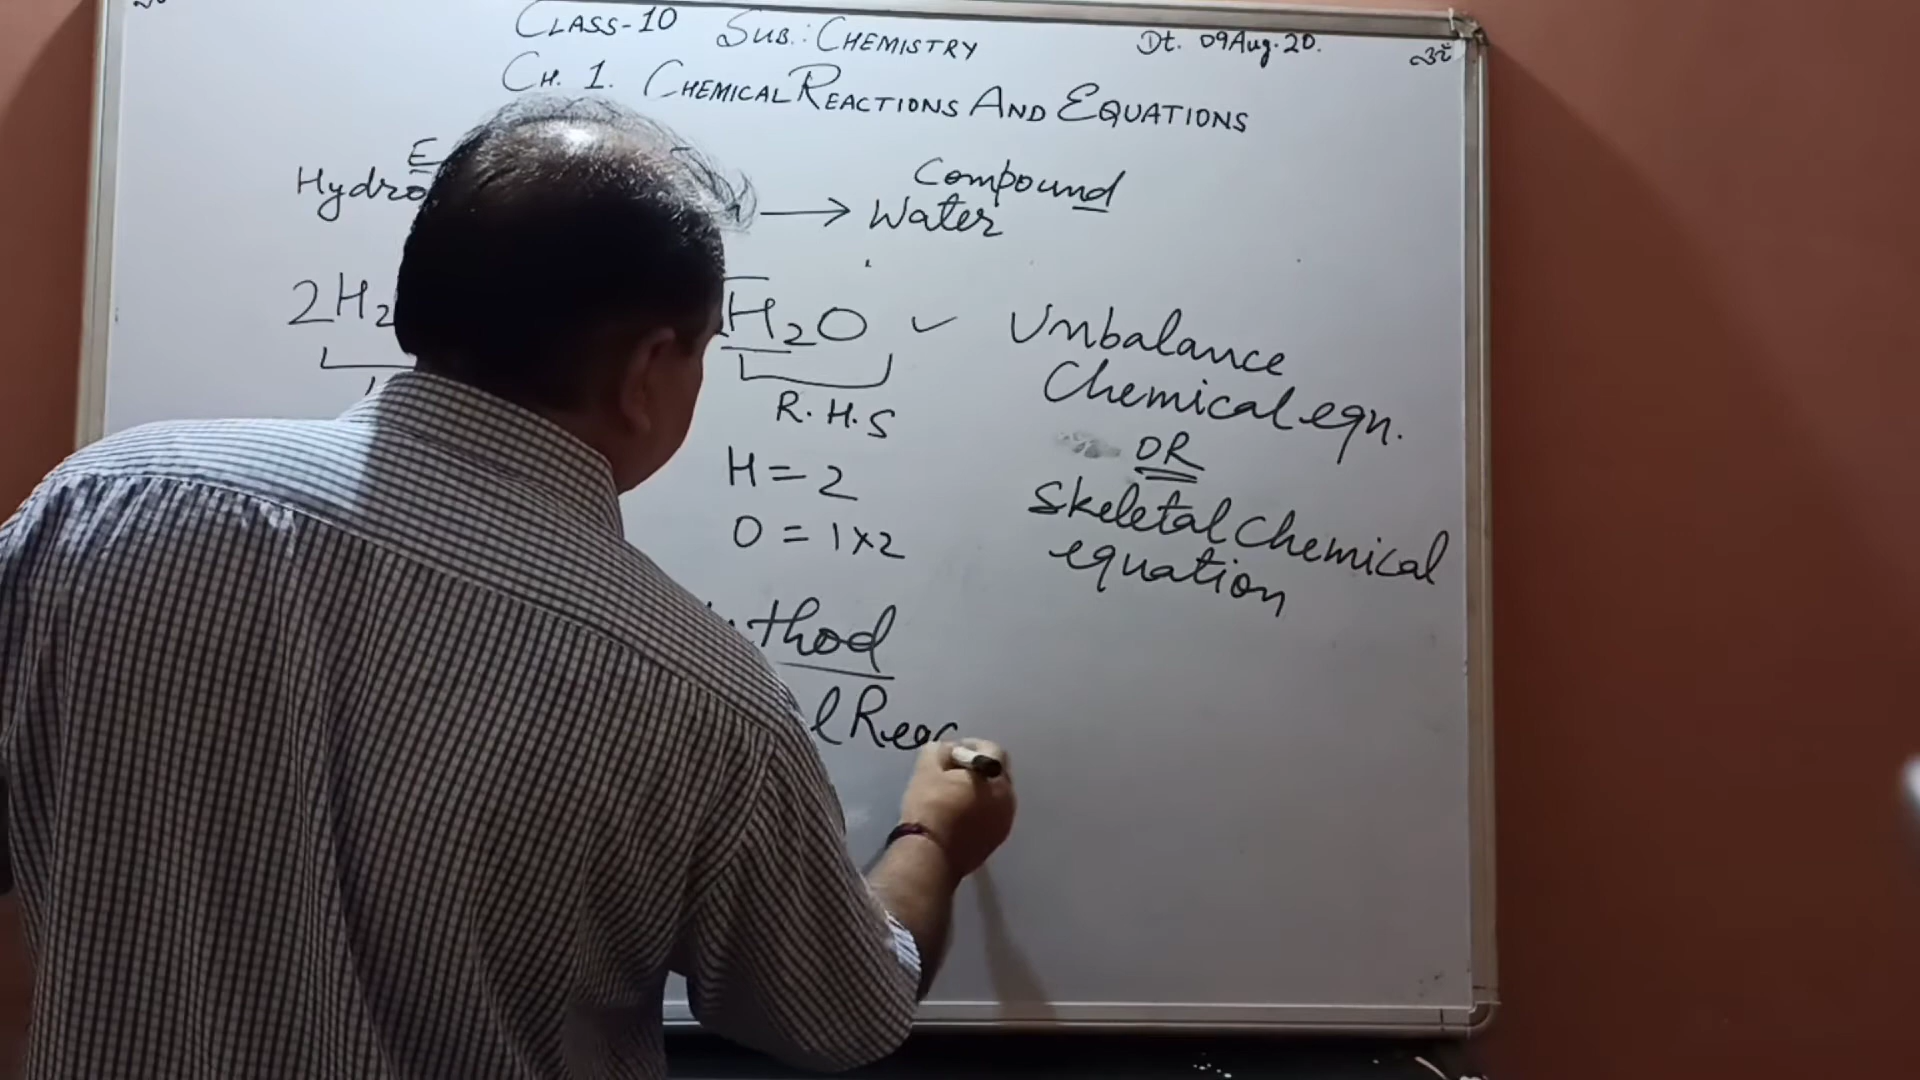 CLASS-10 SUB.: CHEMISTRY Dt. 09Aug.20.
CH. 1. CHEMICAL REACTIONS AND EQUATIONS
E Compound
Hydro → Water
2H₂ H₂O ✓ Unbalance
Chemical eqn.
R.H.S
OR
H = 2
Skeletal Chemical
O = 1×2
equation
thod
l Reac